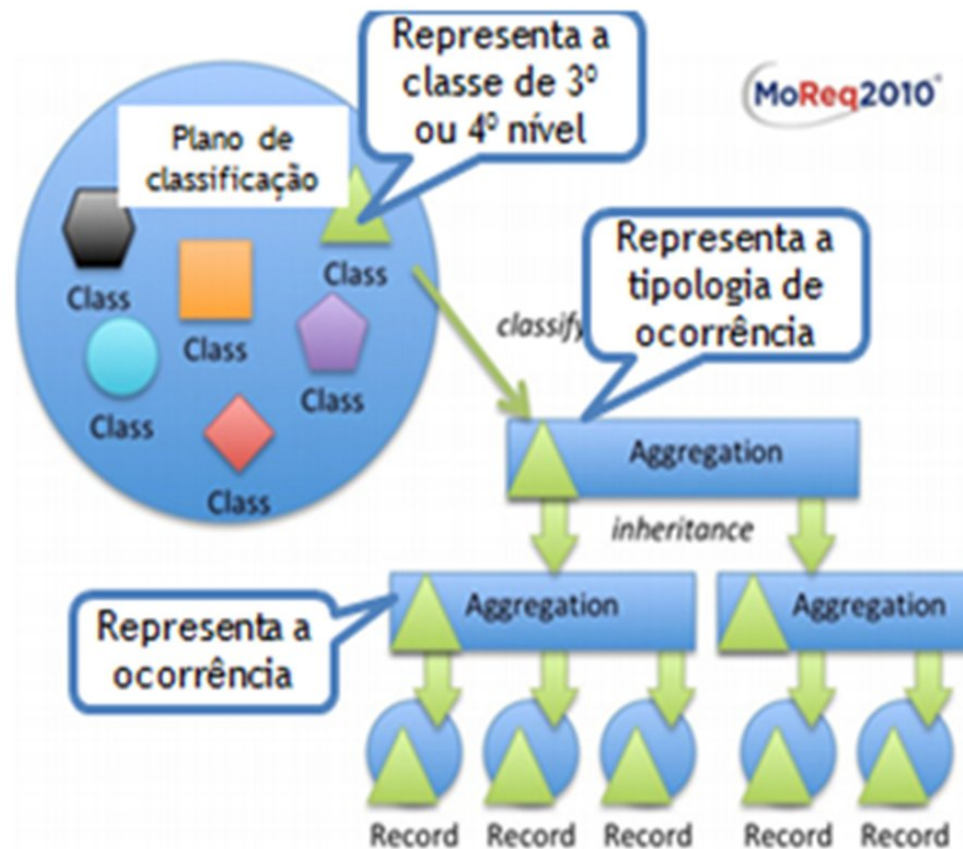 Representa a
classe de 3º
ou 4º nível
MoReq2010®
Plano de
classificação
Class
Class
Class
Class
Class
Class
Representa a
tipologia de
ocorrência
classify
Aggregation
inheritance
Aggregation
Aggregation
Representa a
ocorrência
Record
Record
Record
Record
Record